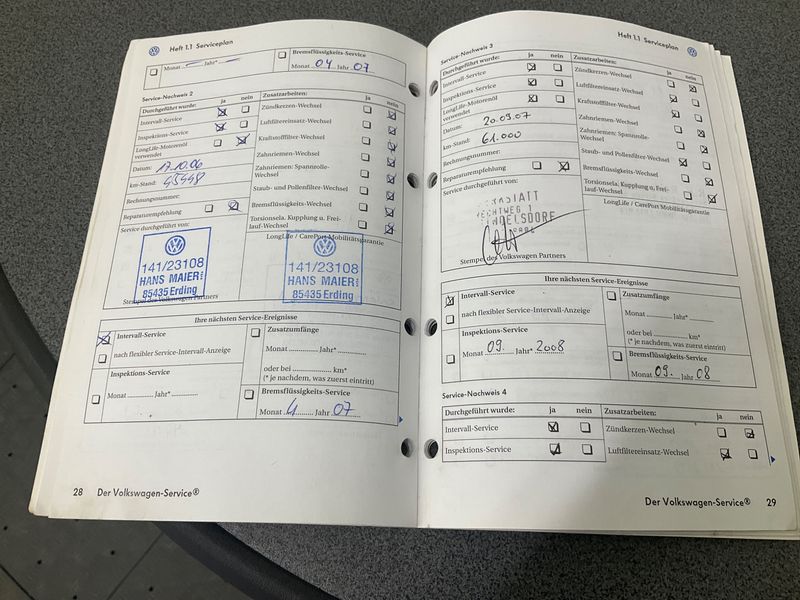 Heft 1.1 Serviceplan
Monat — Jahr* —
Bremsflüssigkeits-Service
Monat 04 Jahr 07
Service-Nachweis 2
Durchgeführt wurde: ja nein
Intervall-Service
Inspektions-Service
LongLife-Motorenöl
verwendet
Datum: 17.10.06
km-Stand:
Rechnungsnummer:
Reparaturempfehlung
Service durchgeführt von:
Zusatzarbeiten: ja nein
Zündkerzen-Wechsel
Luftfiltereinsatz-Wechsel
Kraftstofffilter-Wechsel
Zahnriemen-Wechsel
Zahnriemen: Spannrolle-
Wechsel
Staub- und Pollenfilter-Wechsel
Bremsflüssigkeits-Wechsel
Torsionsela. Kupplung u. Frei-
lauf-Wechsel
LongLife / CarePort Mobilitätsgarantie
141/23108
HANS MAIER
85435 Erding
Stempel des Volkswagen Partners
141/23108
HANS MAIER
85435 Erding
Ihre nächsten Service-Ereignisse
Intervall-Service
nach flexibler Service-Intervall-Anzeige
Inspektions-Service
Monat ............. Jahr* .............
Zusatzumfänge
Monat ............. Jahr* .............
oder bei .................... km*
(* je nachdem, was zuerst eintritt)
Bremsflüssigkeits-Service
Monat 4 Jahr 07
28 Der Volkswagen-Service®
Heft 1.1 Serviceplan
Service-Nachweis 3
Durchgeführt wurde: ja nein
Intervall-Service
Inspektions-Service
LongLife-Motorenöl
verwendet
Datum: 20.09.07
km-Stand: 61.000
Rechnungsnummer:
Reparaturempfehlung
Service durchgeführt von:
Zusatzarbeiten: ja nein
Zündkerzen-Wechsel
Luftfiltereinsatz-Wechsel
Kraftstofffilter-Wechsel
Zahnriemen-Wechsel
Zahnriemen: Spannrolle-
Wechsel
Staub- und Pollenfilter-Wechsel
Bremsflüssigkeits-Wechsel
Torsionsela. Kupplung u. Frei-
lauf-Wechsel
LongLife / CarePort Mobilitätsgarantie
Stempel des Volkswagen Partners
Ihre nächsten Service-Ereignisse
Intervall-Service
nach flexibler Service-Intervall-Anzeige
Inspektions-Service
Monat 09. Jahr* 2008
Zusatzumfänge
Monat ............. Jahr* .............
oder bei .................... km*
(* je nachdem, was zuerst eintritt)
Bremsflüssigkeits-Service
Monat 09. Jahr 08
Service-Nachweis 4
Durchgeführt wurde: ja nein
Intervall-Service
Inspektions-Service
Zusatzarbeiten: ja nein
Zündkerzen-Wechsel
Luftfiltereinsatz-Wechsel
Der Volkswagen-Service® 29